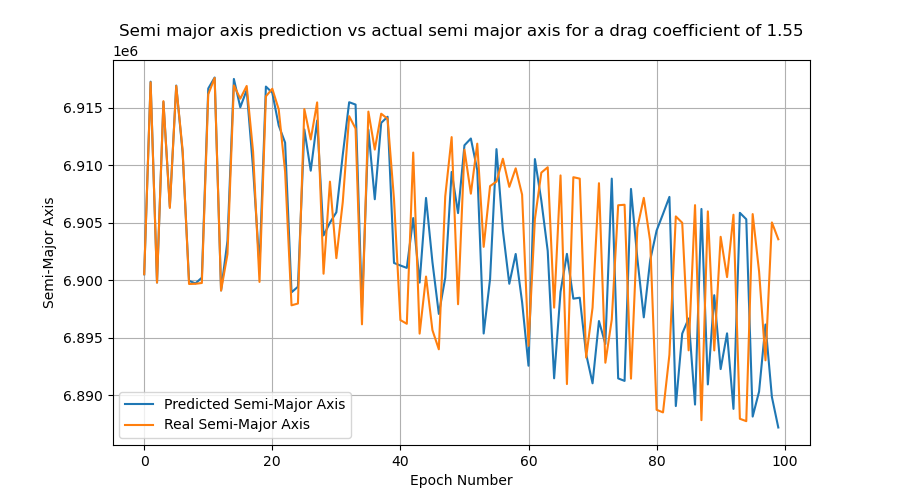 Semi major axis prediction vs actual semi major axis for a drag coefficient of 1.55
1e6
6.915
6.910
6.905
6.900
6.895
6.890
Semi-Major Axis
Predicted Semi-Major Axis
Real Semi-Major Axis
0 20 40 60 80 100
Epoch Number